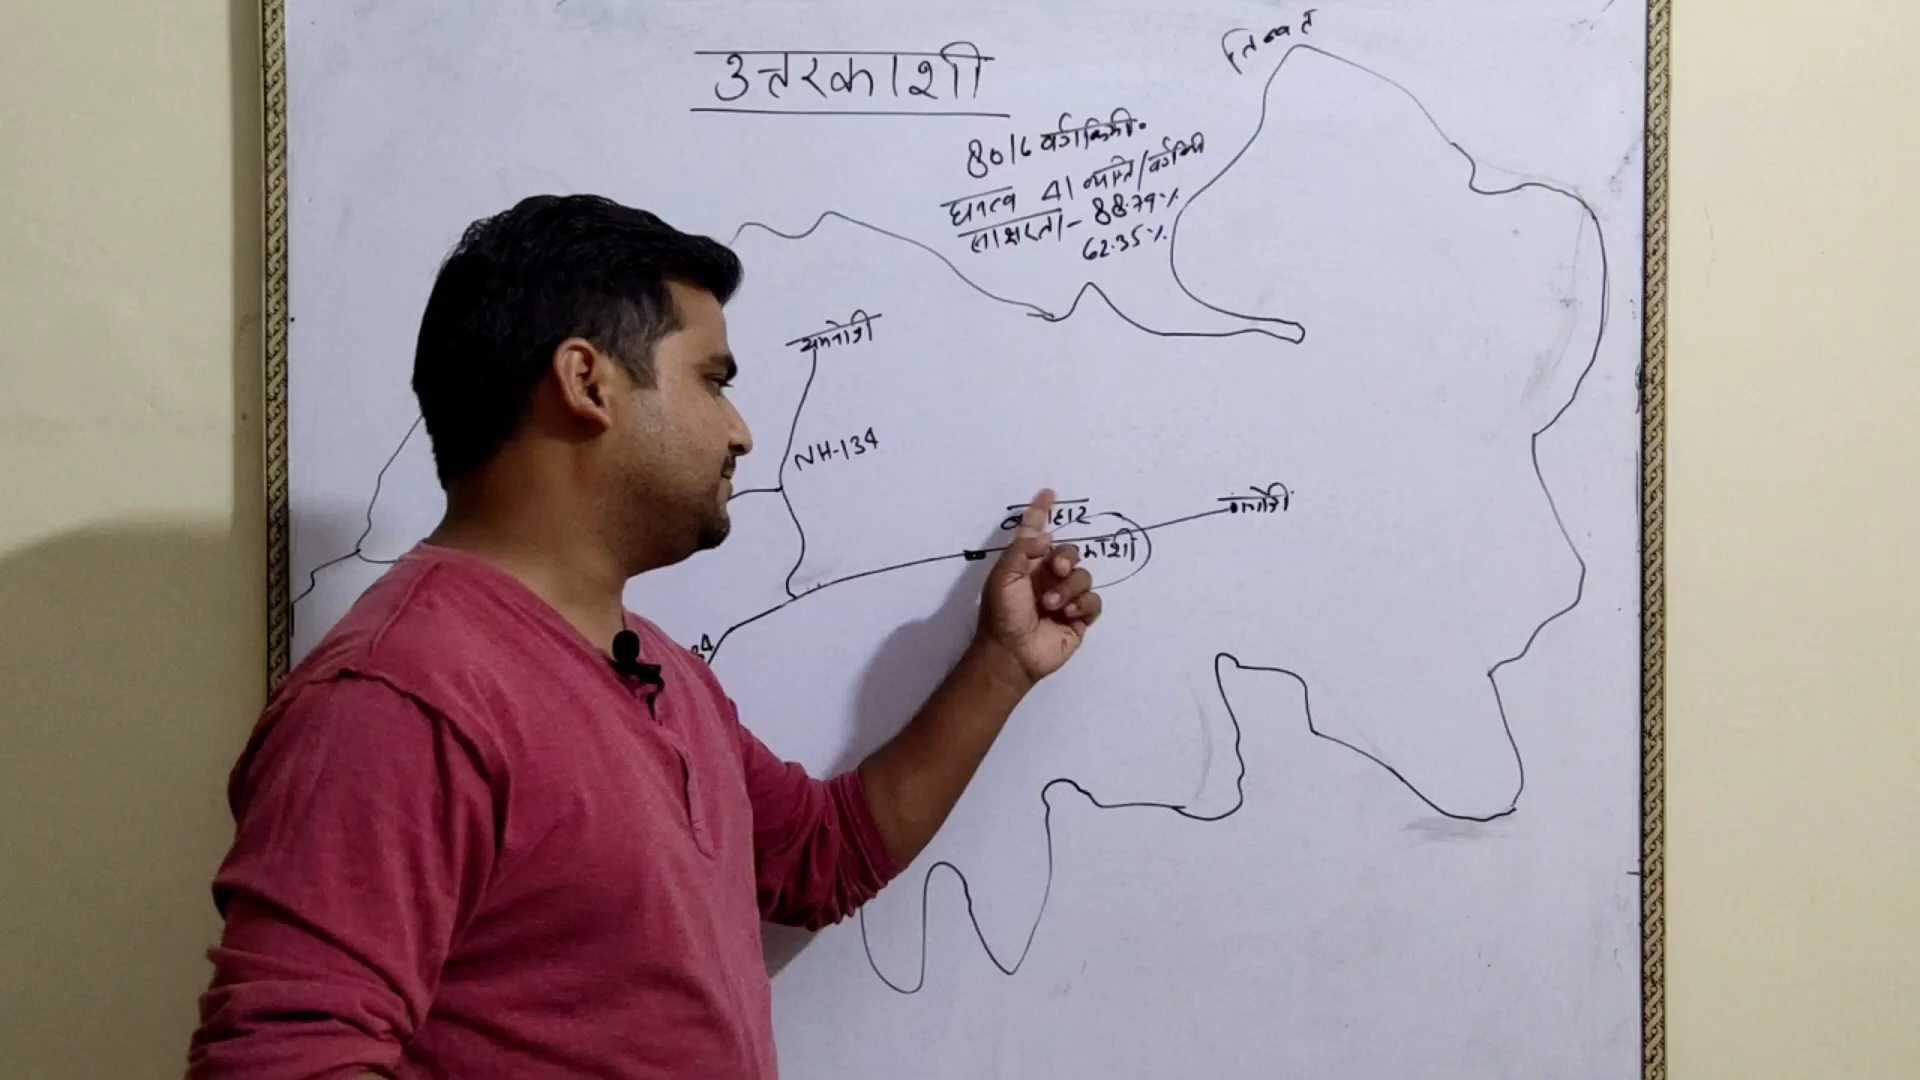 उत्तरकाशी
तिब्बत
8016 वर्ग किमी.
घनत्व 41 व्यक्ति/वर्ग किमी
साक्षरता - 88.79%
62.35%
यमनोत्री
NH-134
गंगोत्री